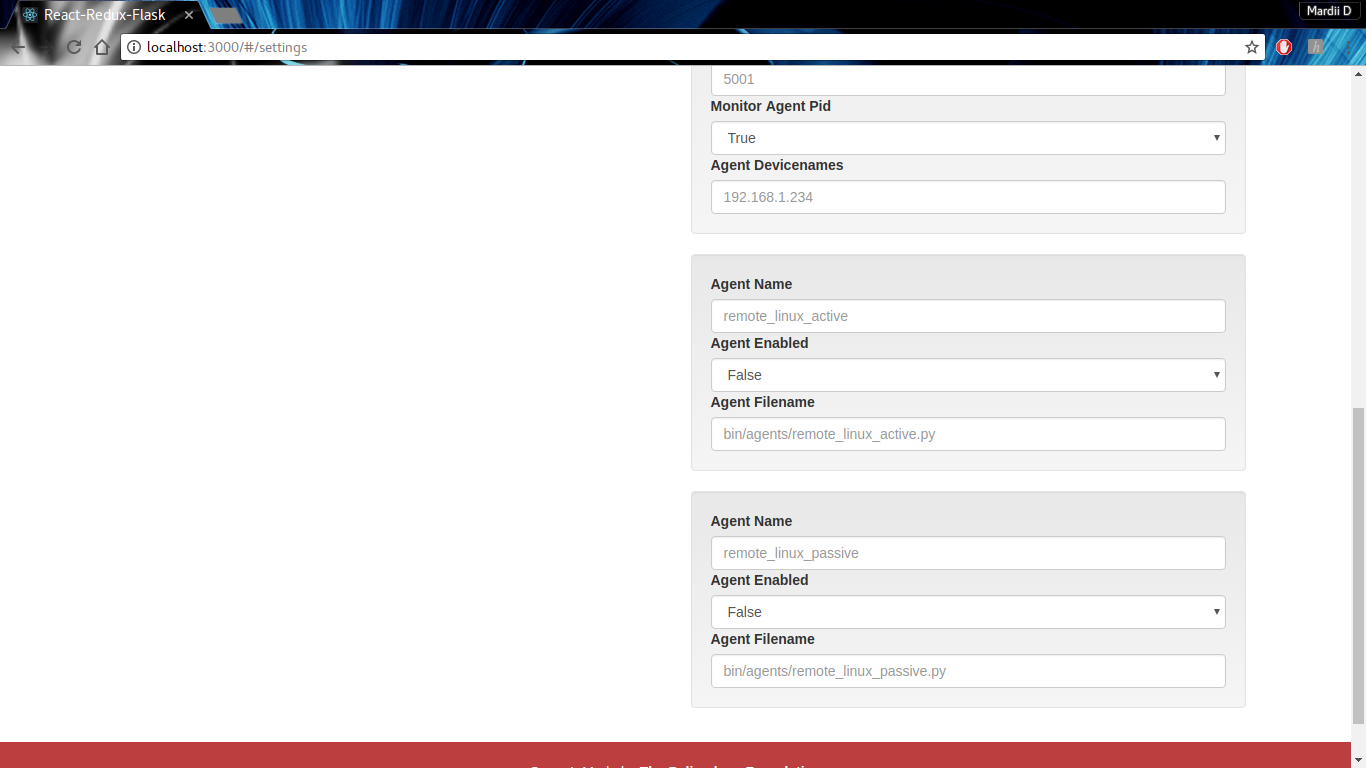 React-Redux-Flask
Mardii D
localhost:3000/#/settings
5001
Monitor Agent Pid
True
Agent Devicenames
192.168.1.234
Agent Name
remote_linux_active
Agent Enabled
False
Agent Filename
bin/agents/remote_linux_active.py
Agent Name
remote_linux_passive
Agent Enabled
False
Agent Filename
bin/agents/remote_linux_passive.py